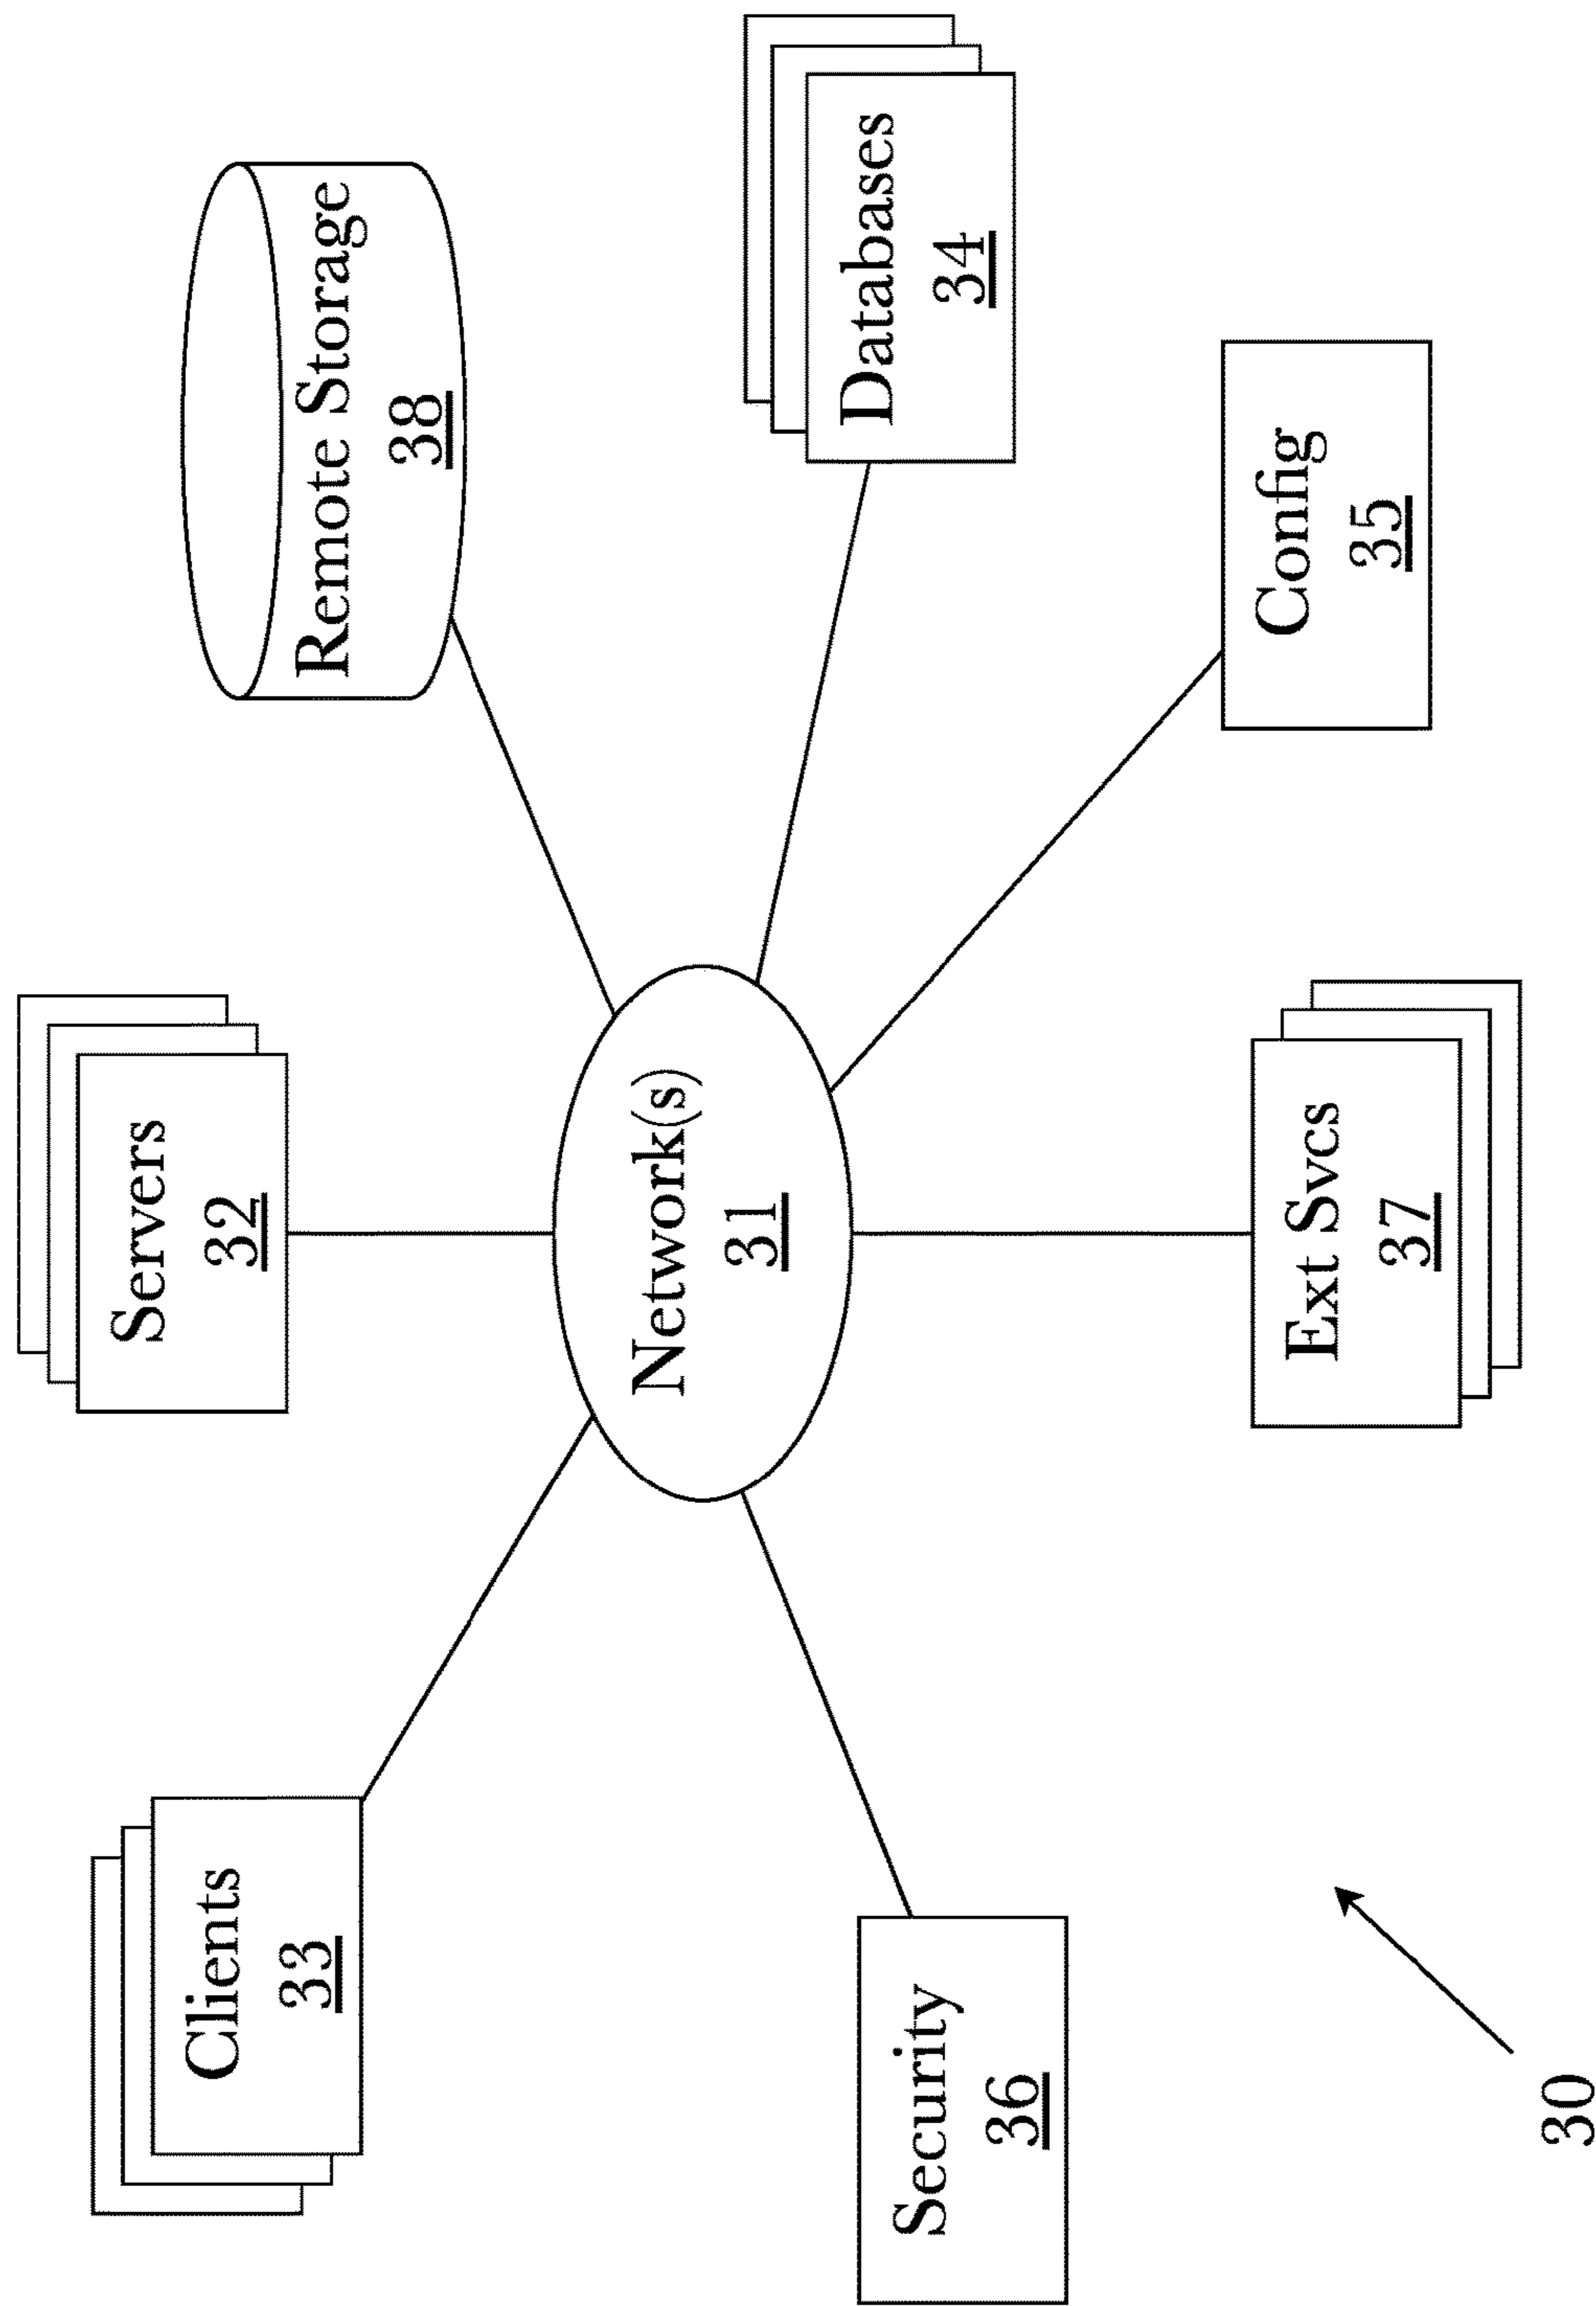 Servers
32
Clients
33
Remote Storage
38
Network(s)
31
Databases
34
Security
36
Ext Svcs
37
Config
35
30